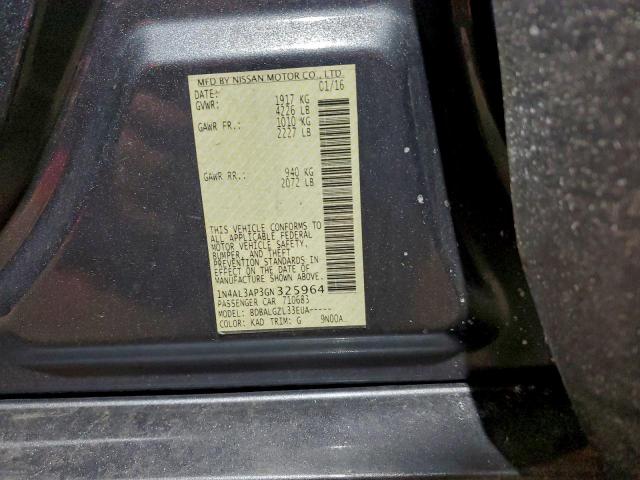 MFD BY NISSAN MOTOR CO., LTD.
DATE: 01/16
GVWR: 1917 KG
4226 LB
GAWR FR.: 1010 KG
2227 LB
GAWR RR.: 940 KG
2072 LB
THIS VEHICLE CONFORMS TO
ALL APPLICABLE FEDERAL
MOTOR VEHICLE SAFETY,
BUMPER, AND THEFT
PREVENTION STANDARDS IN
EFFECT ON THE DATE OF
MANUFACTURE SHOWN ABOVE.
1N4AL3AP3GN325964
PASSENGER CAR 710683
MODEL: BDBALGZL33EUA-----
COLOR: KAD TRIM: G 9N00A